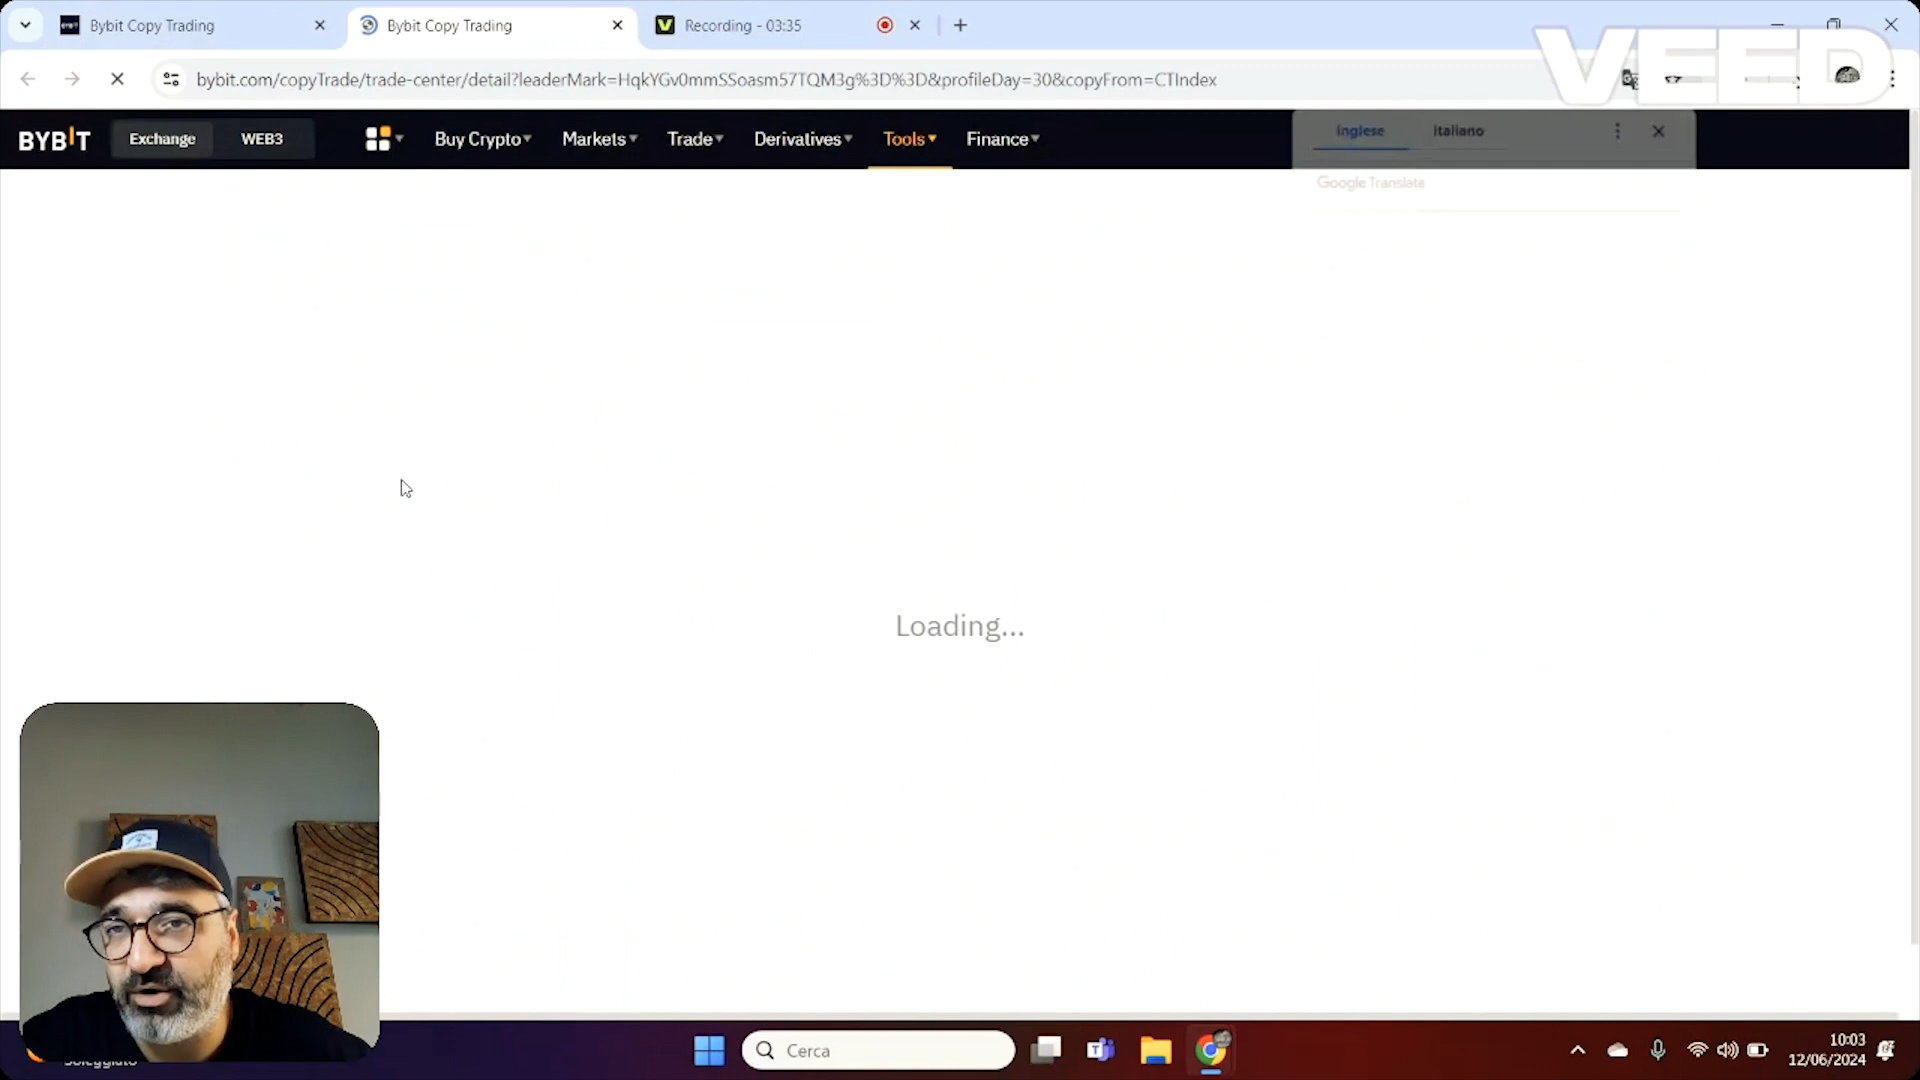 Bybit Copy Trading
Bybit Copy Trading
Recording - 03:35
VEED
bybit.com/copyTrade/trade-center/detail?leaderMark=HqkYGv0mmSSoasm57TQM3g%3D%3D&profileDay=30&copyFrom=CTIndex
BYBIT
Exchange
WEB3
Buy Crypto
Markets
Trade
Derivatives
Tools
Finance
inglese
Italiano
Google Translate
Loading...
Soleggiato
Cerca
10:03
12/06/2024